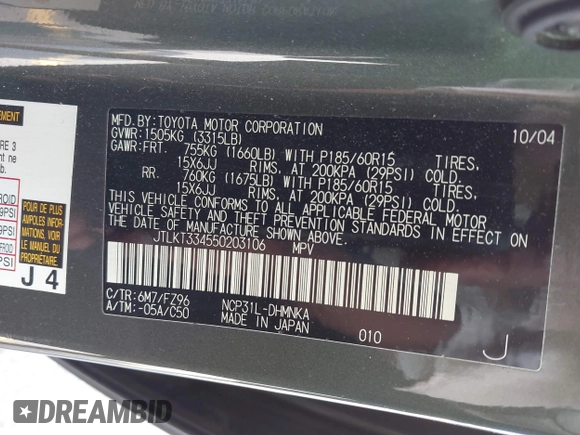 MFD.BY:TOYOTA MOTOR CORPORATION 10/04
GVWR:1505KG (3315LB)
GAWR:FRT. 755KG (1660LB) WITH P185/60R15 TIRES,
15X6JJ RIMS, AT 200KPA (29PSI) COLD.
RR. 760KG (1675LB) WITH P185/60R15 TIRES,
15X6JJ RIMS, AT 200KPA (29PSI) COLD.
THIS VEHICLE CONFORMS TO ALL APPLICABLE FEDERAL MOTOR
VEHICLE SAFETY AND THEFT PREVENTION STANDARDS IN EFFECT ON THE
DATE OF MANUFACTURE SHOWN ABOVE.
JTLKT334550203106 MPV
C/TR:6M7/FZ96 NCP31L-DHMNKA
A/TM:-05A/C50 MADE IN JAPAN 010
J
POUR DE PLUS
AMPLES INFOR-
MATIONS VOIR
LE MANUEL DU
PROPRIÉTAIRE
J 4
DREAMBID